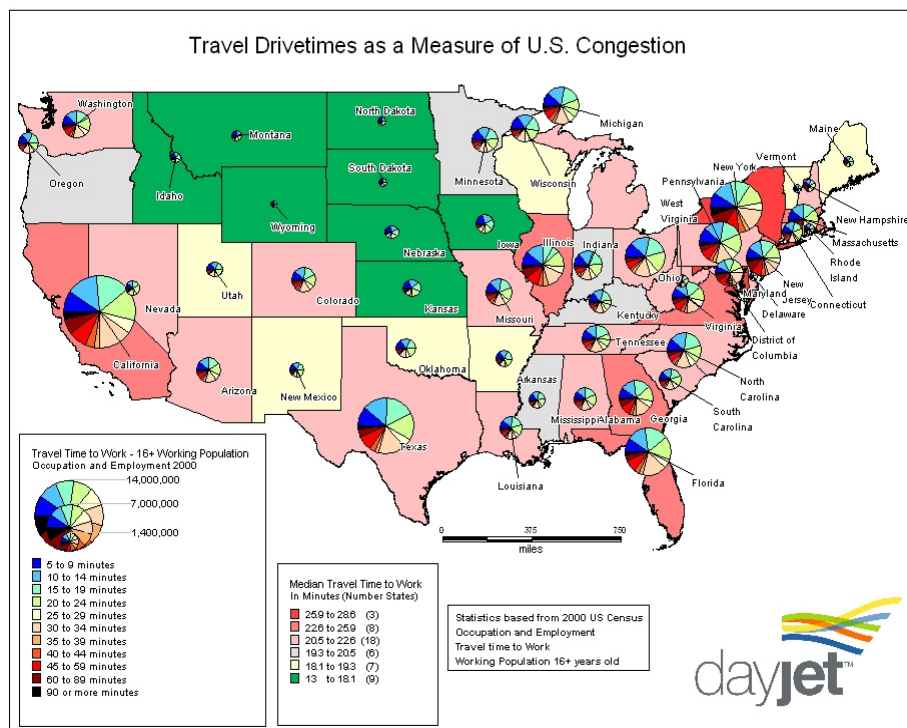 Travel Drivetimes as a Measure of U.S. Congestion
Washington
Montana
North Dakota
Michigan
Maine
Oregon
Idaho
South Dakota
Minnesota
Wisconsin
Vermont
New York
Pennsylvania
West
Virginia
New Hampshire
Massachusetts
Rhode
Island
Connecticut
Wyoming
Nebraska
Iowa
Illinois
Indiana
Ohio
New
Jersey
Maryland
Delaware
District of
Columbia
Nevada
Utah
Colorado
Kansas
Missouri
Kentucky
Virginia
California
Arizona
New Mexico
Oklahoma
Arkansas
Tennessee
North
Carolina
South
Carolina
Mississippi
Alabama
Georgia
Texas
Louisiana
Florida
0 375 750
miles
Travel Time to Work - 16+ Working Population
Occupation and Employment 2000
14,000,000
7,000,000
1,400,000
5 to 9 minutes
10 to 14 minutes
15 to 19 minutes
20 to 24 minutes
25 to 29 minutes
30 to 34 minutes
35 to 39 minutes
40 to 44 minutes
45 to 59 minutes
60 to 89 minutes
90 or more minutes
Median Travel Time to Work
In Minutes (Number States)
25.9 to 28.6 (3)
22.6 to 25.9 (8)
20.5 to 22.6 (18)
19.3 to 20.5 (6)
18.1 to 19.3 (7)
13 to 18.1 (9)
Statistics based from 2000 US Census
Occupation and Employment
Travel time to Work
Working Population 16+ years old
dayjet™